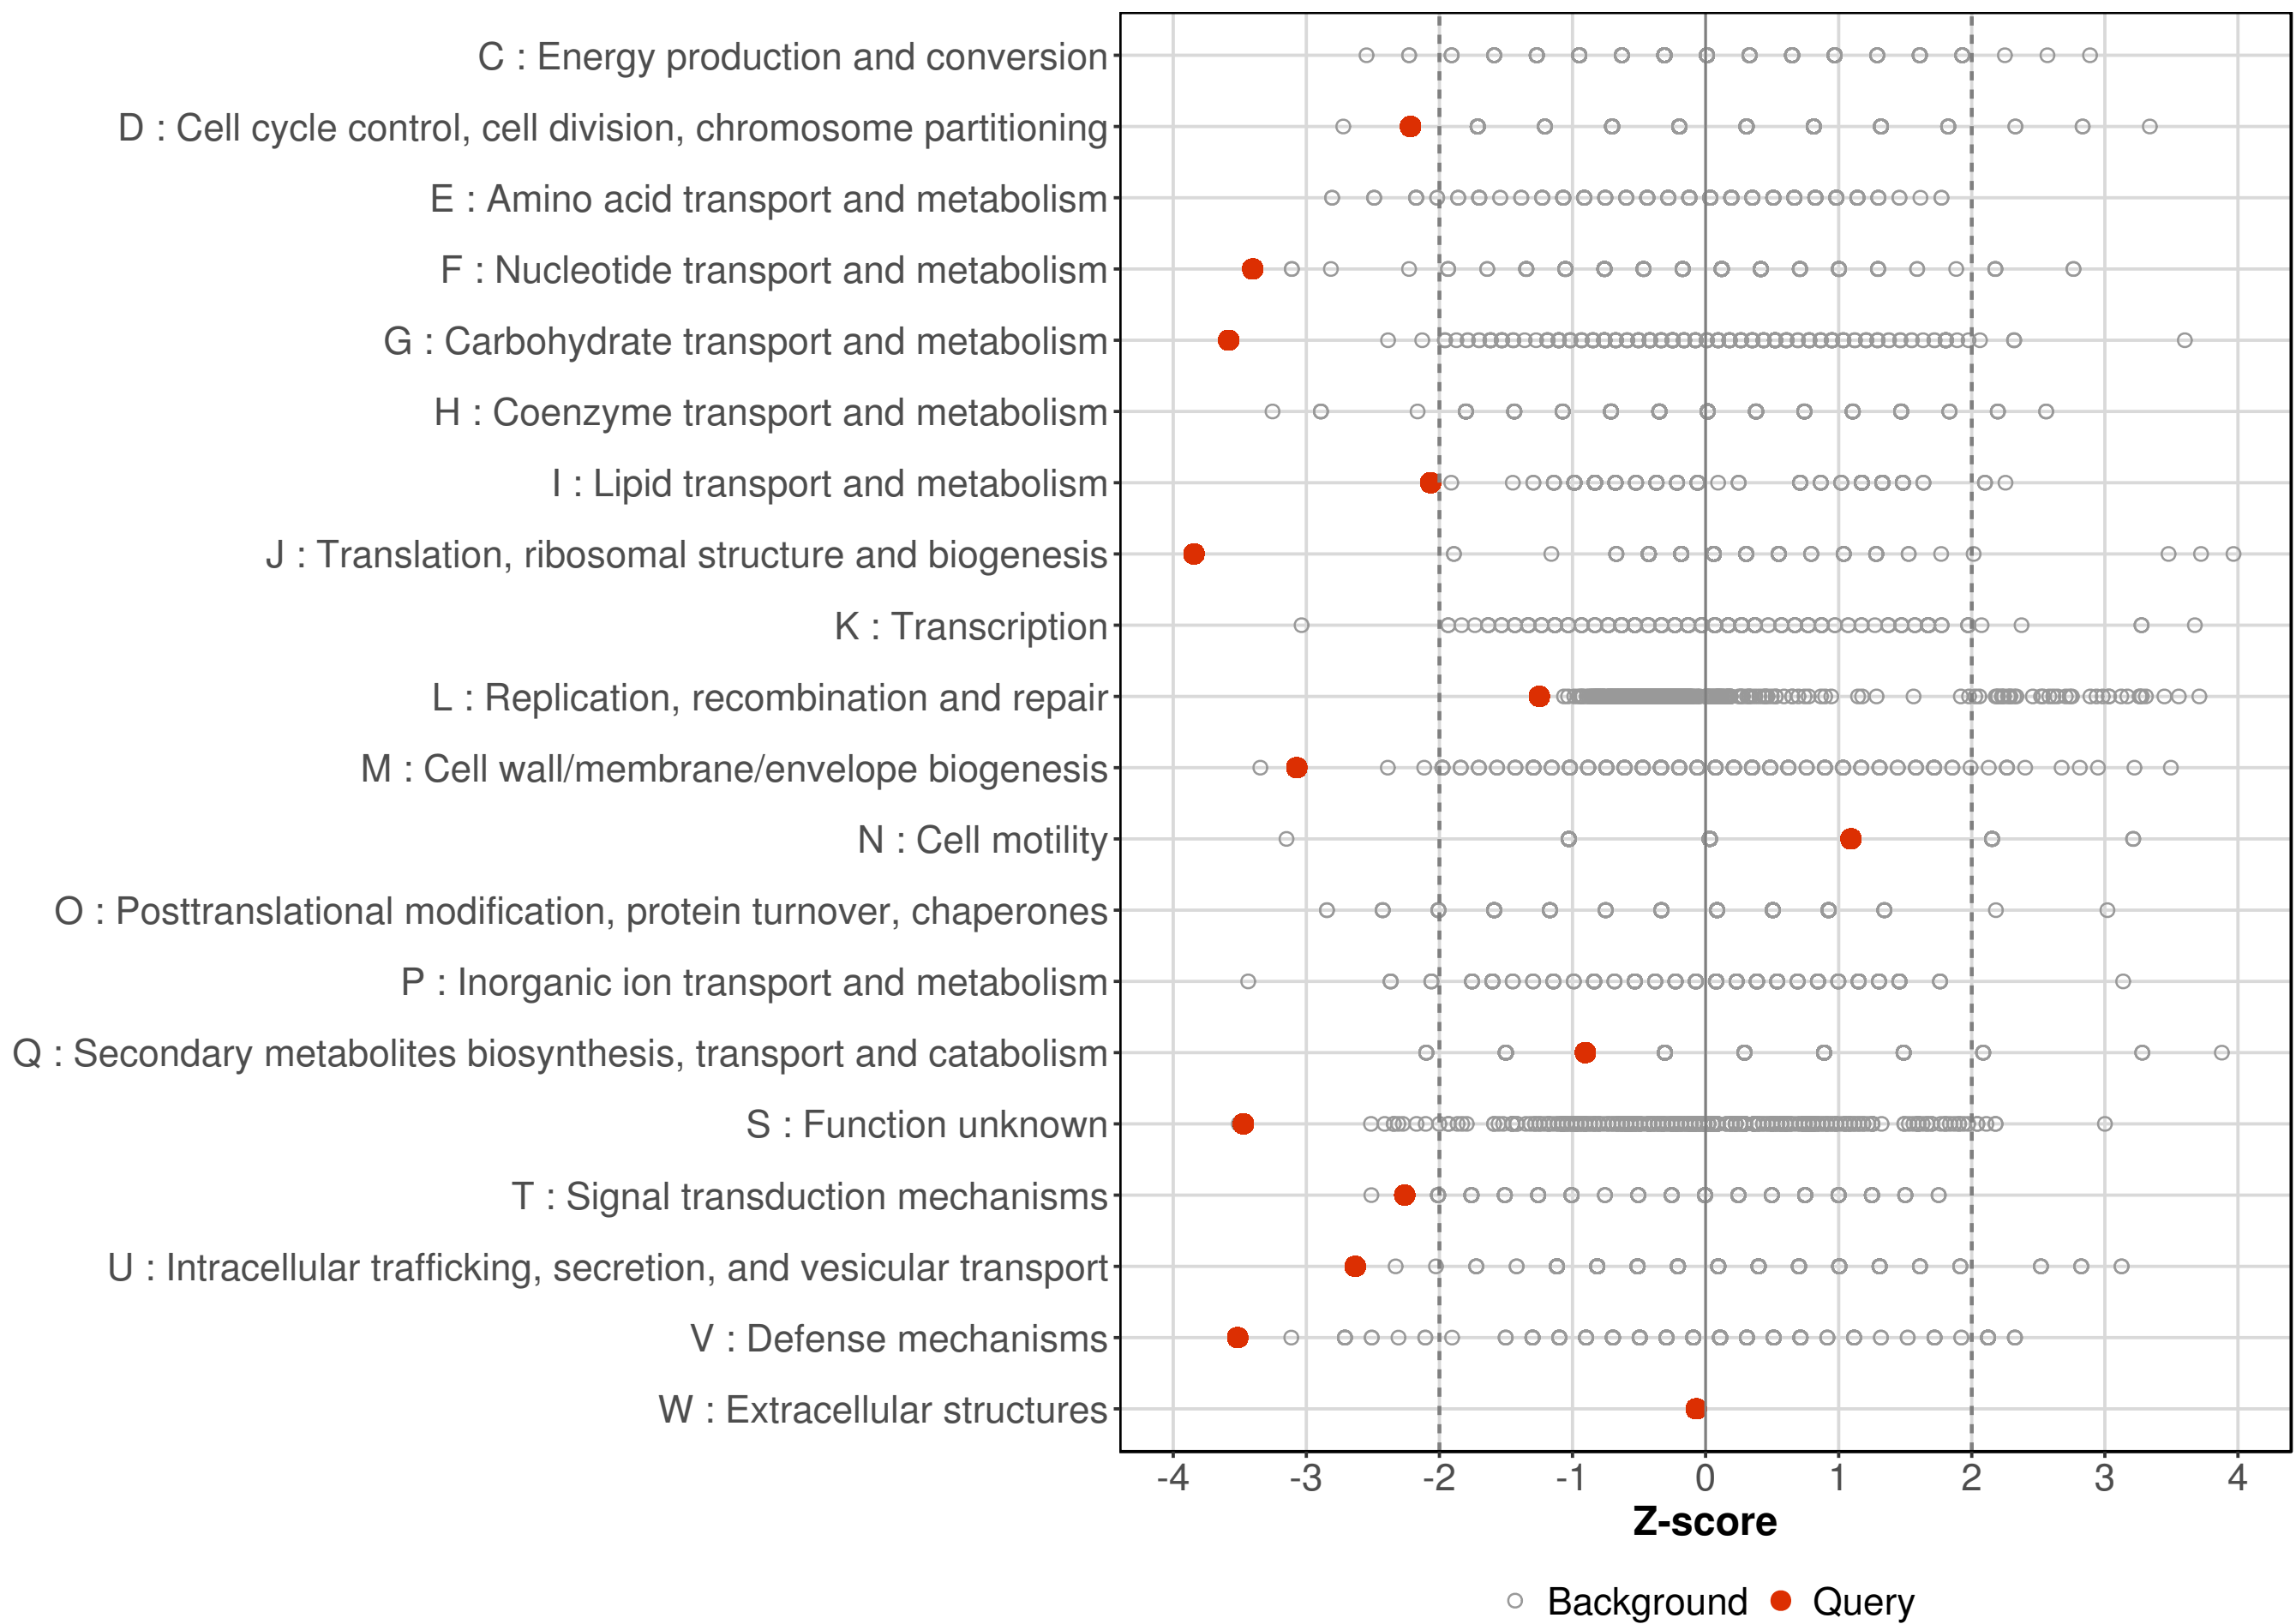 C : Energy production and conversion
D : Cell cycle control, cell division, chromosome partitioning
E : Amino acid transport and metabolism
F : Nucleotide transport and metabolism
G : Carbohydrate transport and metabolism
H : Coenzyme transport and metabolism
I : Lipid transport and metabolism
J : Translation, ribosomal structure and biogenesis
K : Transcription
L : Replication, recombination and repair
M : Cell wall/membrane/envelope biogenesis
N : Cell motility
O : Posttranslational modification, protein turnover, chaperones
P : Inorganic ion transport and metabolism
Q : Secondary metabolites biosynthesis, transport and catabolism
S : Function unknown
T : Signal transduction mechanisms
U : Intracellular trafficking, secretion, and vesicular transport
V : Defense mechanisms
W : Extracellular structures
-4 -3 -2 -1 0 1 2 3 4
Z-score
Background Query